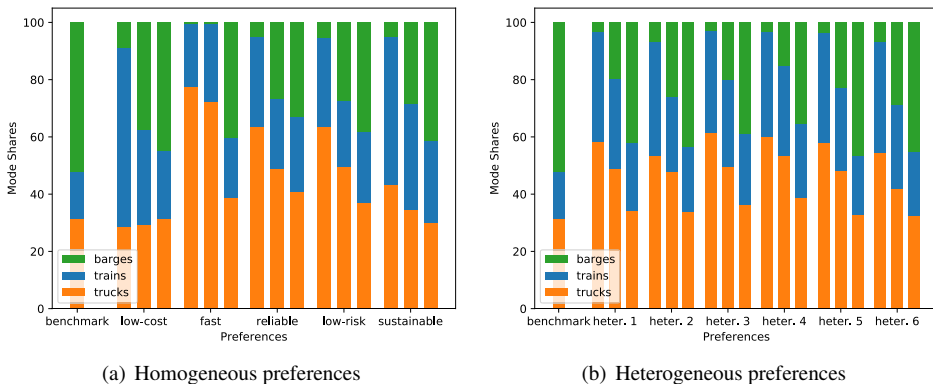 100
80
60
40
20
0
Mode Shares
barges
trains
trucks
benchmark low-cost fast reliable low-risk sustainable
Preferences
(a) Homogeneous preferences
100
80
60
40
20
0
Mode Shares
barges
trains
trucks
benchmark heter. 1 heter. 2 heter. 3 heter. 4 heter. 5 heter. 6
Preferences
(b) Heterogeneous preferences